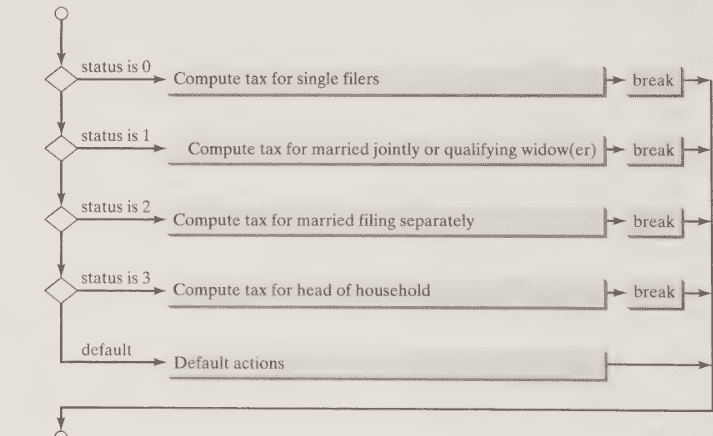 status is 0
Compute tax for single filers
break
status is 1
Compute tax for married jointly or qualifying widow(er)
break
status is 2
Compute tax for married filing separately
break
status is 3
Compute tax for head of household
break
default
Default actions